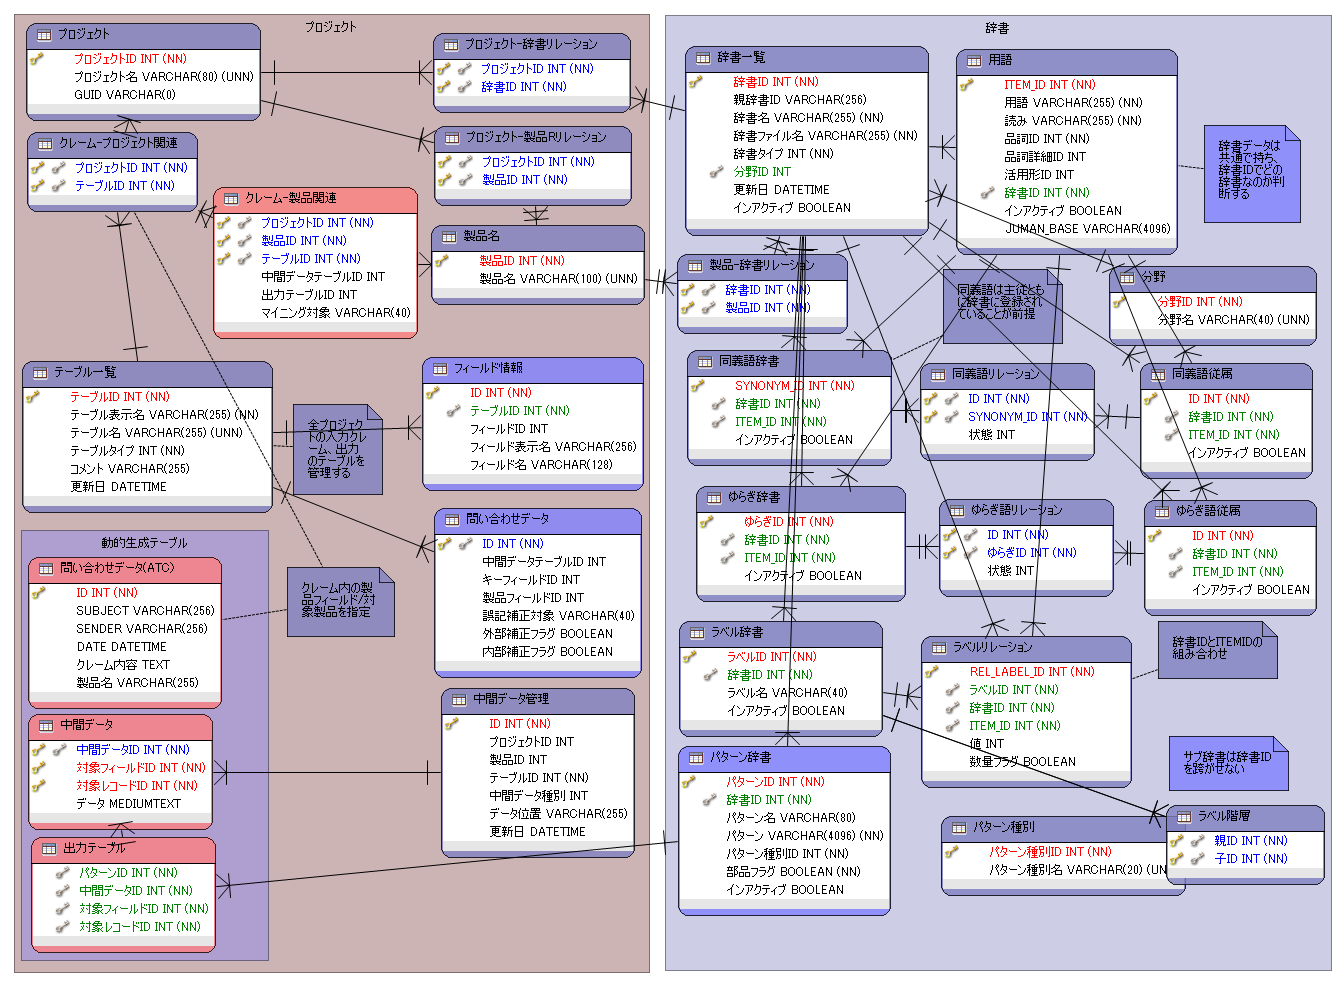 プロジェクト
プロジェクト
プロジェクトID INT (NN)
プロジェクト名 VARCHAR(80) (UNN)
GUID VARCHAR(0)
プロジェクト-辞書リレーション
プロジェクトID INT (NN)
辞書ID INT (NN)
クレーム-プロジェクト関連
プロジェクトID INT (NN)
テーブルID INT (NN)
プロジェクト-製品Rリレーション
プロジェクトID INT (NN)
製品ID INT (NN)
クレーム-製品関連
プロジェクトID INT (NN)
製品ID INT (NN)
テーブルID INT (NN)
中間データテーブルID INT
出力テーブルID INT
マイニング対象 VARCHAR(40)
製品名
製品ID INT (NN)
製品名 VARCHAR(100) (UNN)
テーブル一覧
テーブルID INT (NN)
テーブル表示名 VARCHAR(255) (NN)
テーブル名 VARCHAR(255) (UNN)
テーブルタイプ INT (NN)
コメント VARCHAR(255)
更新日 DATETIME
全プロジェク
トの入力クレ
ーム、出力
のテーブルを
管理する
フィールド情報
ID INT (NN)
テーブルID INT (NN)
フィールドID INT
フィールド表示名 VARCHAR(256)
フィールド名 VARCHAR(128)
問い合わせデータ
ID INT (NN)
中間データテーブルID INT
キーフィールドID INT
製品フィールドID INT
誤記補正対象 VARCHAR(40)
外部補正フラグ BOOLEAN
内部補正フラグ BOOLEAN
動的生成テーブル
問い合わせデータ(ATC)
ID INT (NN)
SUBJECT VARCHAR(256)
SENDER VARCHAR(256)
DATE DATETIME
クレーム内容 TEXT
製品名 VARCHAR(255)
クレーム内の製
品フィールド/対
象製品を指定
中間データ
中間データID INT (NN)
対象フィールドID INT (NN)
対象レコードID INT (NN)
データ MEDIUMTEXT
出力テーブル
パターンID INT (NN)
中間データID INT (NN)
対象フィールドID INT (NN)
対象レコードID INT (NN)
中間データ管理
ID INT (NN)
プロジェクトID INT
製品ID INT
テーブルID INT (NN)
中間データ種別 INT
データ位置 VARCHAR(255)
更新日 DATETIME
辞書
辞書一覧
辞書ID INT (NN)
親辞書ID VARCHAR(256)
辞書名 VARCHAR(255) (NN)
辞書ファイル名 VARCHAR(255) (NN)
辞書タイプ INT (NN)
分野ID INT
更新日 DATETIME
インアクティブ BOOLEAN
用語
ITEM_ID INT (NN)
用語 VARCHAR(255) (NN)
読み VARCHAR(255) (NN)
品詞ID INT (NN)
品詞詳細ID INT
活用形ID INT
辞書ID INT (NN)
インアクティブ BOOLEAN
JUMAN_BASE VARCHAR(4096)
辞書データは
共通で持ち、
辞書IDでどの
辞書なのか判
断する
製品-辞書リレーション
辞書ID INT (NN)
製品ID INT (NN)
同義語は主従とも
に辞書に登録され
ていることが前提
分野
分野ID INT (NN)
分野名 VARCHAR(40) (UNN)
同義語辞書
SYNONYM_ID INT (NN)
辞書ID INT (NN)
ITEM_ID INT (NN)
インアクティブ BOOLEAN
同義語リレーション
ID INT (NN)
SYNONYM_ID INT (NN)
状態 INT
同義語従属
ID INT (NN)
辞書ID INT (NN)
ITEM_ID INT (NN)
インアクティブ BOOLEAN
ゆらぎ辞書
ゆらぎID INT (NN)
辞書ID INT (NN)
ITEM_ID INT (NN)
インアクティブ BOOLEAN
ゆらぎ語リレーション
ID INT (NN)
ゆらぎID INT (NN)
状態 INT
ゆらぎ語従属
ID INT (NN)
辞書ID INT (NN)
ITEM_ID INT (NN)
インアクティブ BOOLEAN
ラベル辞書
ラベルID INT (NN)
辞書ID INT (NN)
ラベル名 VARCHAR(40)
インアクティブ BOOLEAN
ラベルリレーション
REL_LABEL_ID INT (NN)
ラベルID INT (NN)
辞書ID INT (NN)
ITEM_ID INT (NN)
値 INT
数量フラグ BOOLEAN
辞書IDとITEMIDの
組み合わせ
パターン辞書
パターンID INT (NN)
辞書ID INT (NN)
パターン名 VARCHAR(80)
パターン VARCHAR(4096) (NN)
パターン種別ID INT (NN)
部品フラグ BOOLEAN (NN)
インアクティブ BOOLEAN
サブ辞書は辞書ID
を跨がせない
パターン種別
パターン種別ID INT (NN)
パターン種別名 VARCHAR(20) (UN
ラベル階層
親ID INT (NN)
子ID INT (NN)